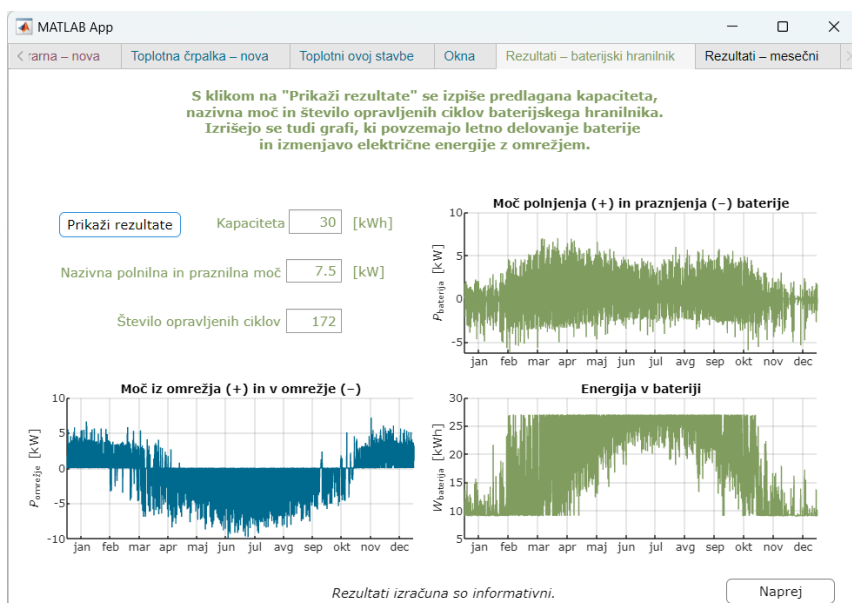 MATLAB App
rarna – nova
Toplotna črpalka – nova
Toplotni ovoj stavbe
Okna
Rezultati – baterijski hranilnik
Rezultati – mesečni
S klikom na "Prikaži rezultate" se izpiše predlagana kapaciteta,
nazivna moč in število opravljenih ciklov baterijskega hranilnika.
Izrišejo se tudi grafi, ki povzemajo letno delovanje baterije
in izmenjavo električne energije z omrežjem.
Prikaži rezultate
Kapaciteta 30 [kWh]
Nazivna polnilna in praznilna moč 7.5 [kW]
Število opravljenih ciklov 172
Moč polnjenja (+) in praznjenja (–) baterije
P baterija [kW]
10
5
0
-5
jan feb mar apr maj jun jul avg sep okt nov dec
Moč iz omrežja (+) in v omrežje (–)
P omrežje [kW]
10
5
0
-5
-10
jan feb mar apr maj jun jul avg sep okt nov dec
Energija v bateriji
W baterija [kWh]
30
25
20
15
10
5
jan feb mar apr maj jun jul avg sep okt nov dec
Rezultati izračuna so informativni.
Naprej